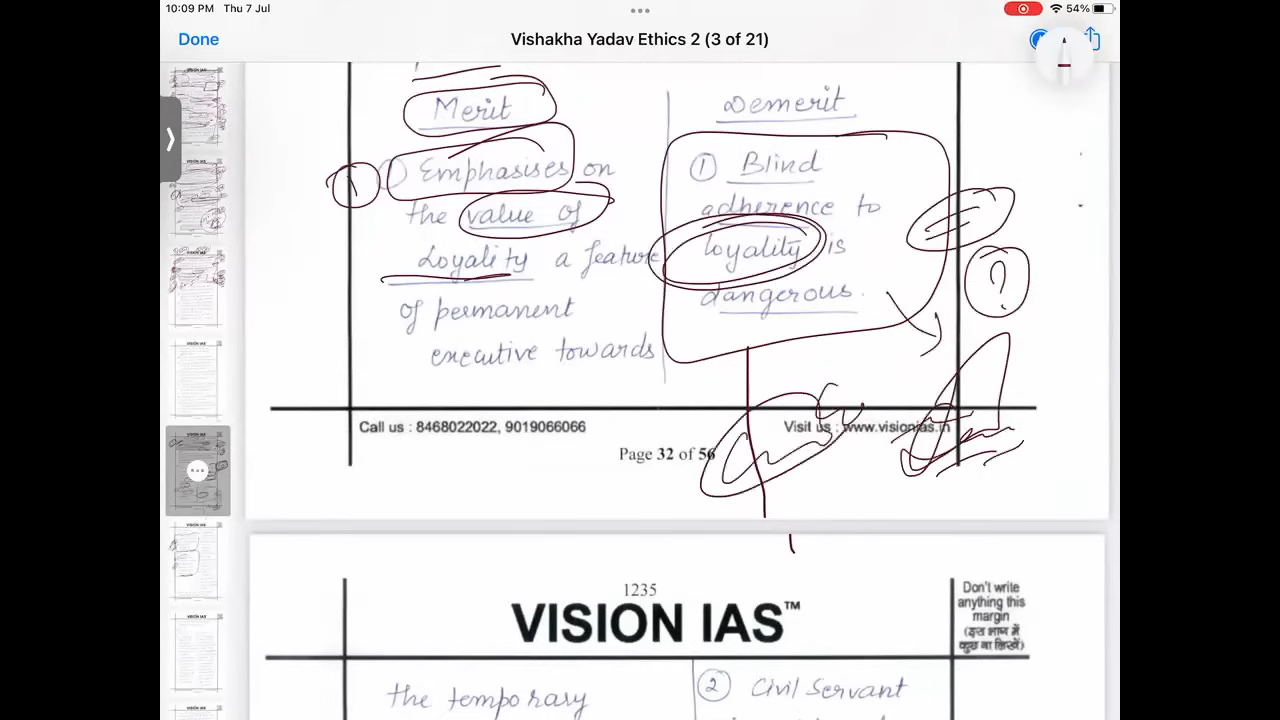 10:09 PM Thu 7 Jul
54%
Done
Vishakha Yadav Ethics 2 (3 of 21)
Merit
① Emphasises on
the value of
Loyality a feature
of permanent
executive towards
Demerit
① Blind
adherence to
loyality is
dangerous.
?
Call us : 8468022022, 9019066066
Visit us : www.visionias.in
Page 32 of 56
1235
VISION IAS™
Don't write
anything this
margin
(इस भाग में
कुछ ना लिखें)
the temporary
② Civil Servant